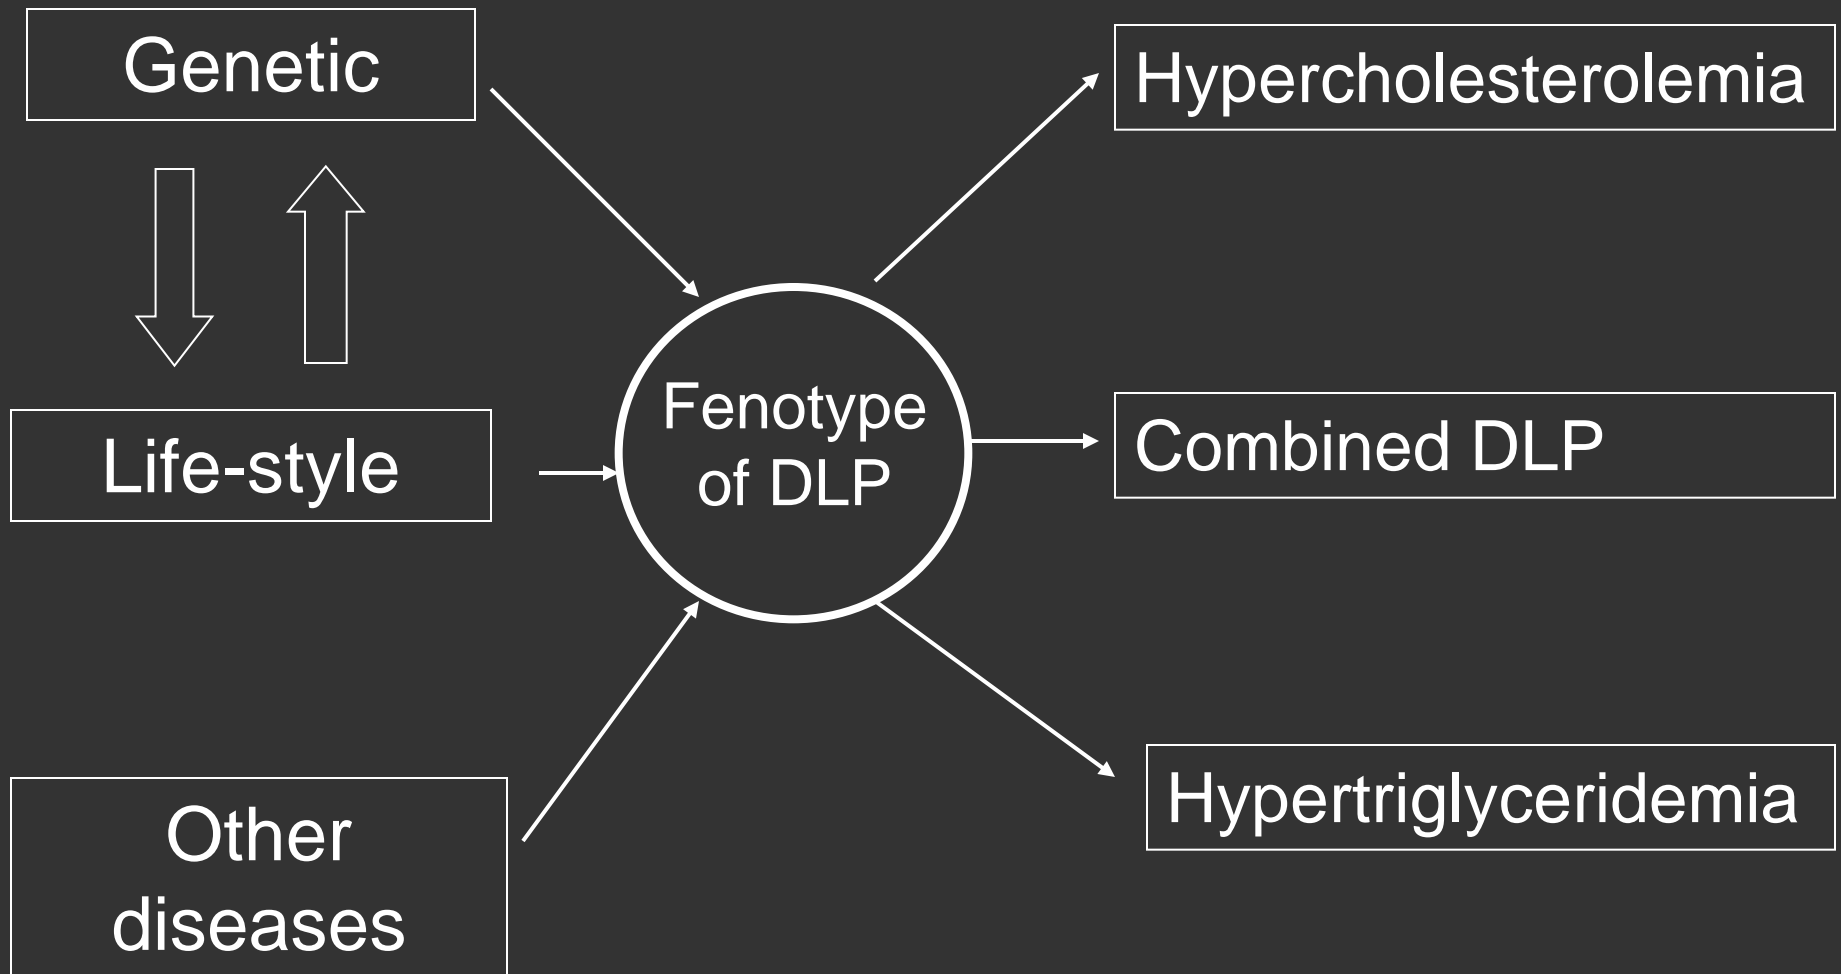 Genetic
Hypercholesterolemia
Life-style
Fenotype
of DLP
Combined DLP
Other
diseases
Hypertriglyceridemia